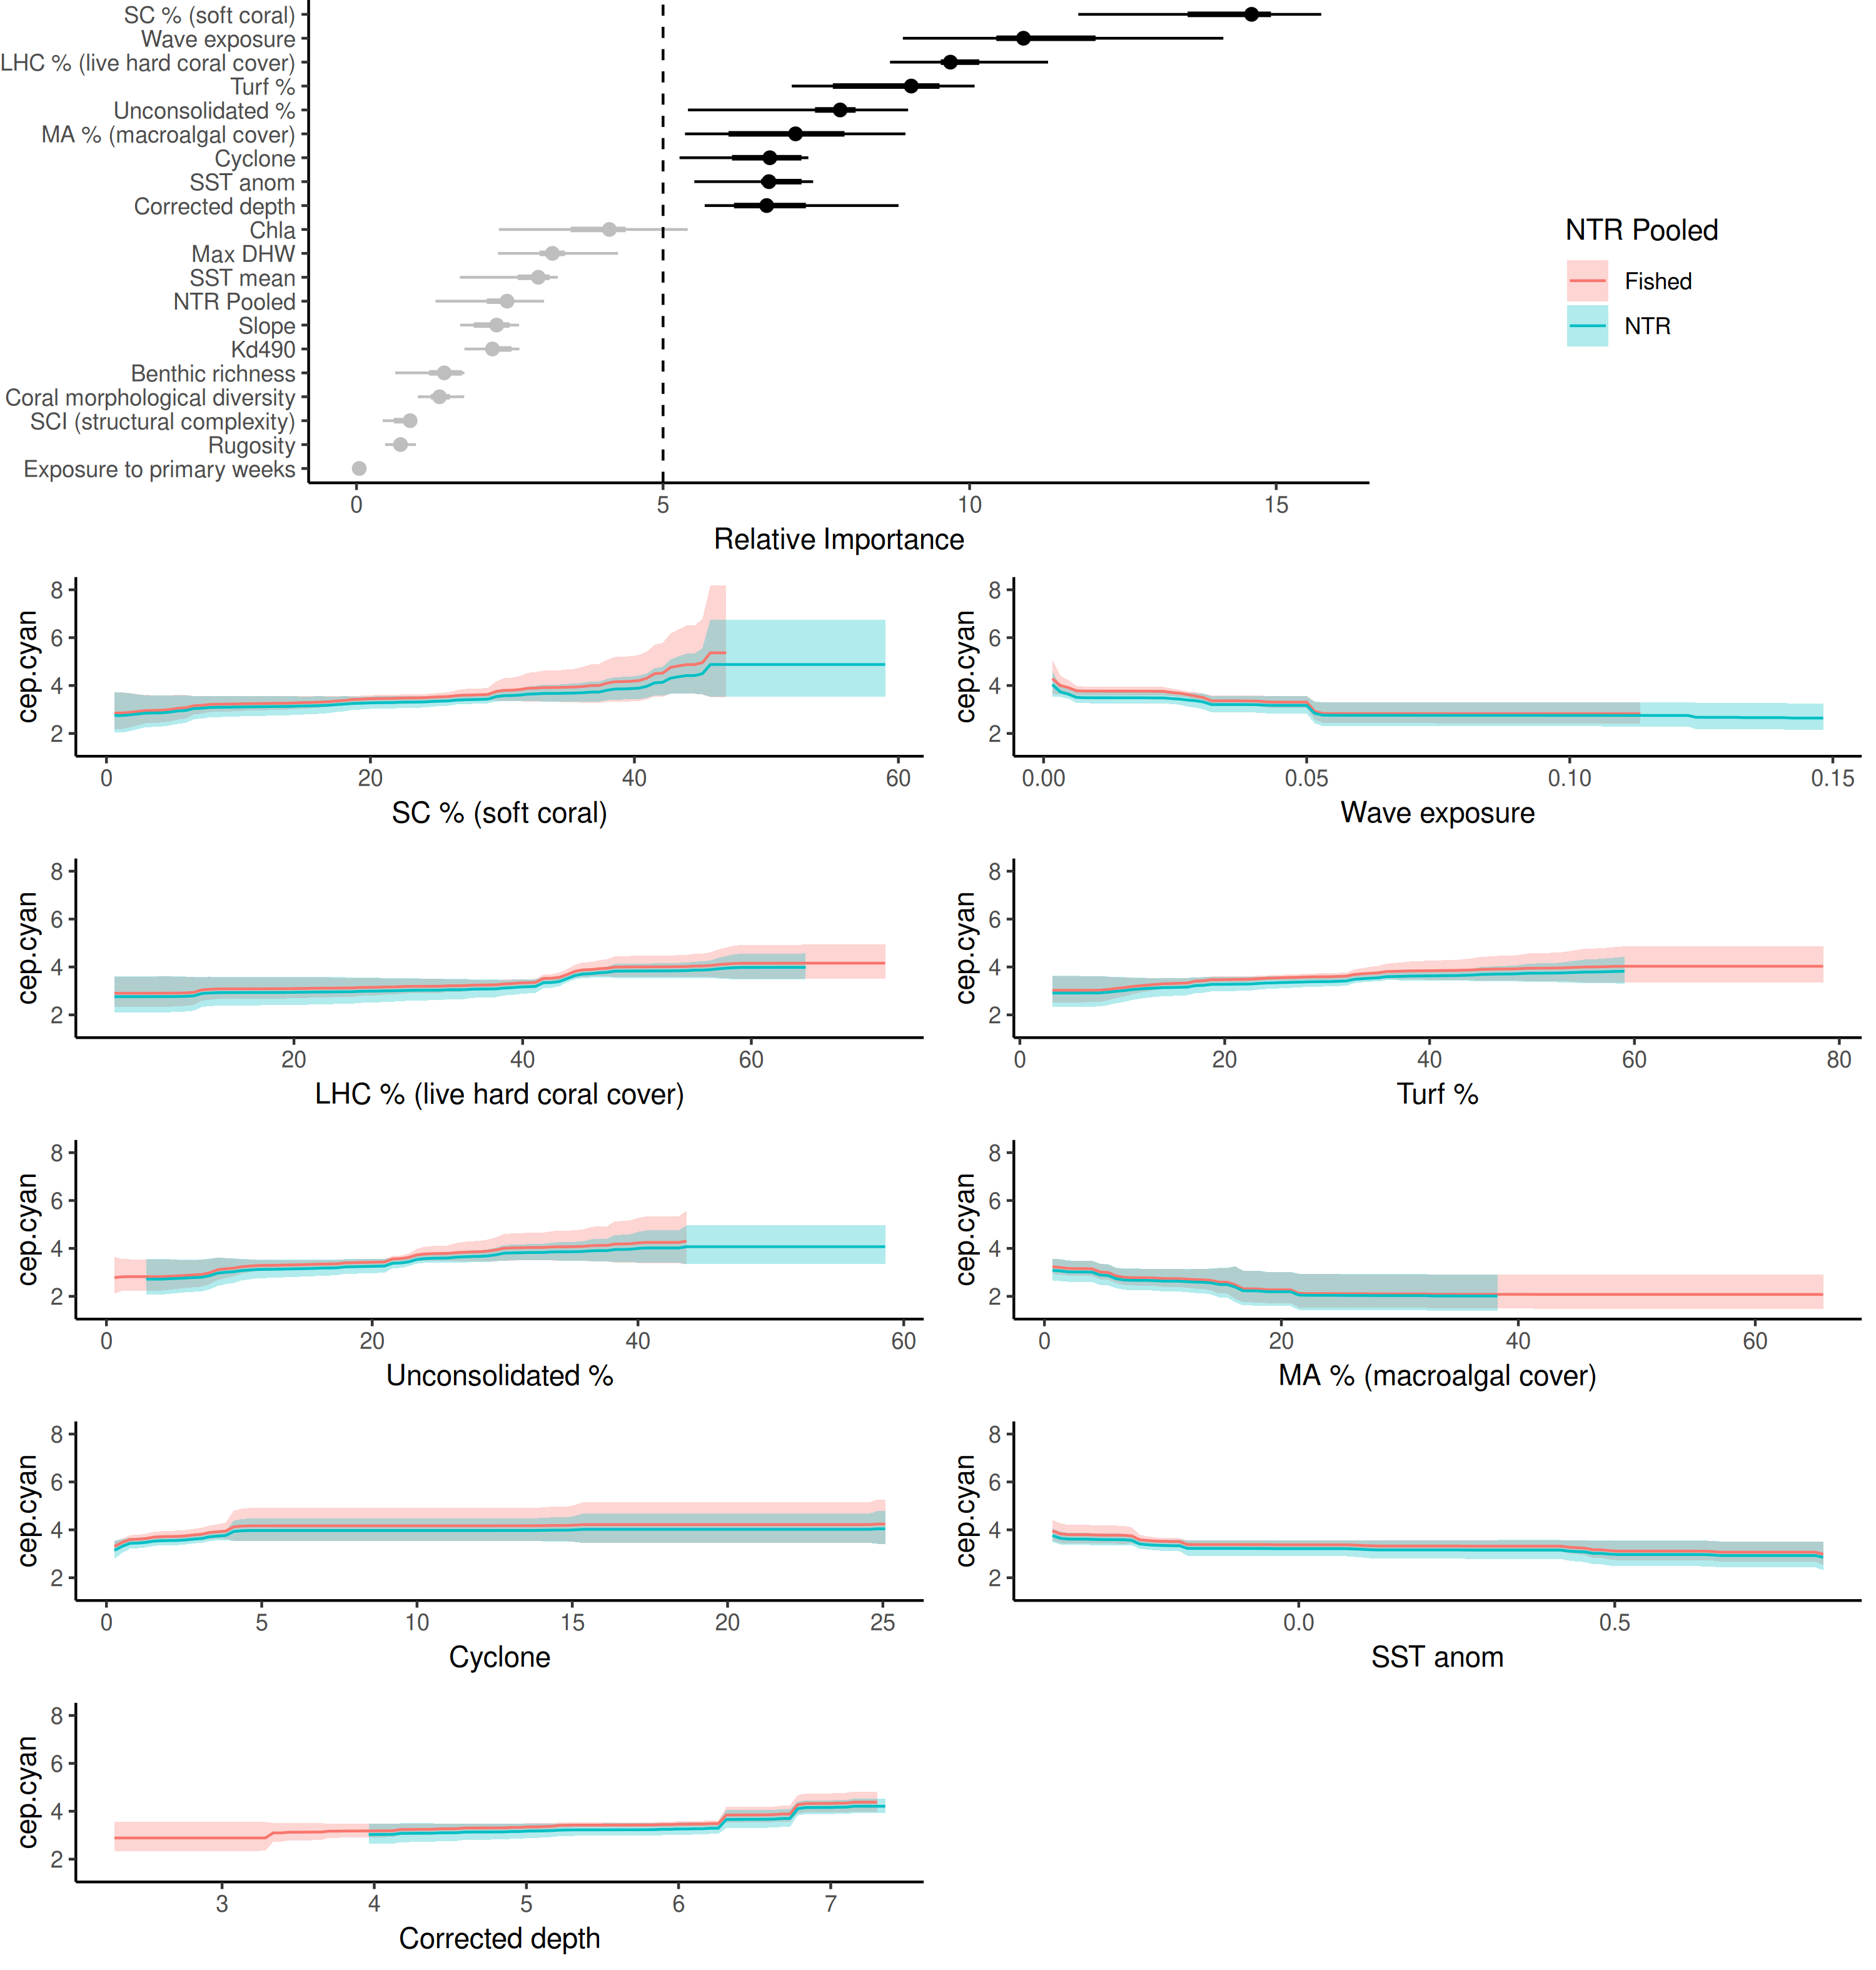 SC % (soft coral)
Wave exposure
LHC % (live hard coral cover)
Turf %
Unconsolidated %
MA % (macroalgal cover)
Cyclone
SST anom
Corrected depth
Chla
Max DHW
SST mean
NTR Pooled
Slope
Kd490
Benthic richness
Coral morphological diversity
SCI (structural complexity)
Rugosity
Exposure to primary weeks
0 5 10 15
Relative Importance
NTR Pooled
Fished
NTR
8
6
4
2
cep.cyan
0 20 40 60
SC % (soft coral)
8
6
4
2
cep.cyan
0.00 0.05 0.10 0.15
Wave exposure
8
6
4
2
cep.cyan
20 40 60
LHC % (live hard coral cover)
8
6
4
2
cep.cyan
0 20 40 60 80
Turf %
8
6
4
2
cep.cyan
0 20 40 60
Unconsolidated %
8
6
4
2
cep.cyan
0 20 40 60
MA % (macroalgal cover)
8
6
4
2
cep.cyan
0 5 10 15 20 25
Cyclone
8
6
4
2
cep.cyan
0.0 0.5
SST anom
8
6
4
2
cep.cyan
3 4 5 6 7
Corrected depth